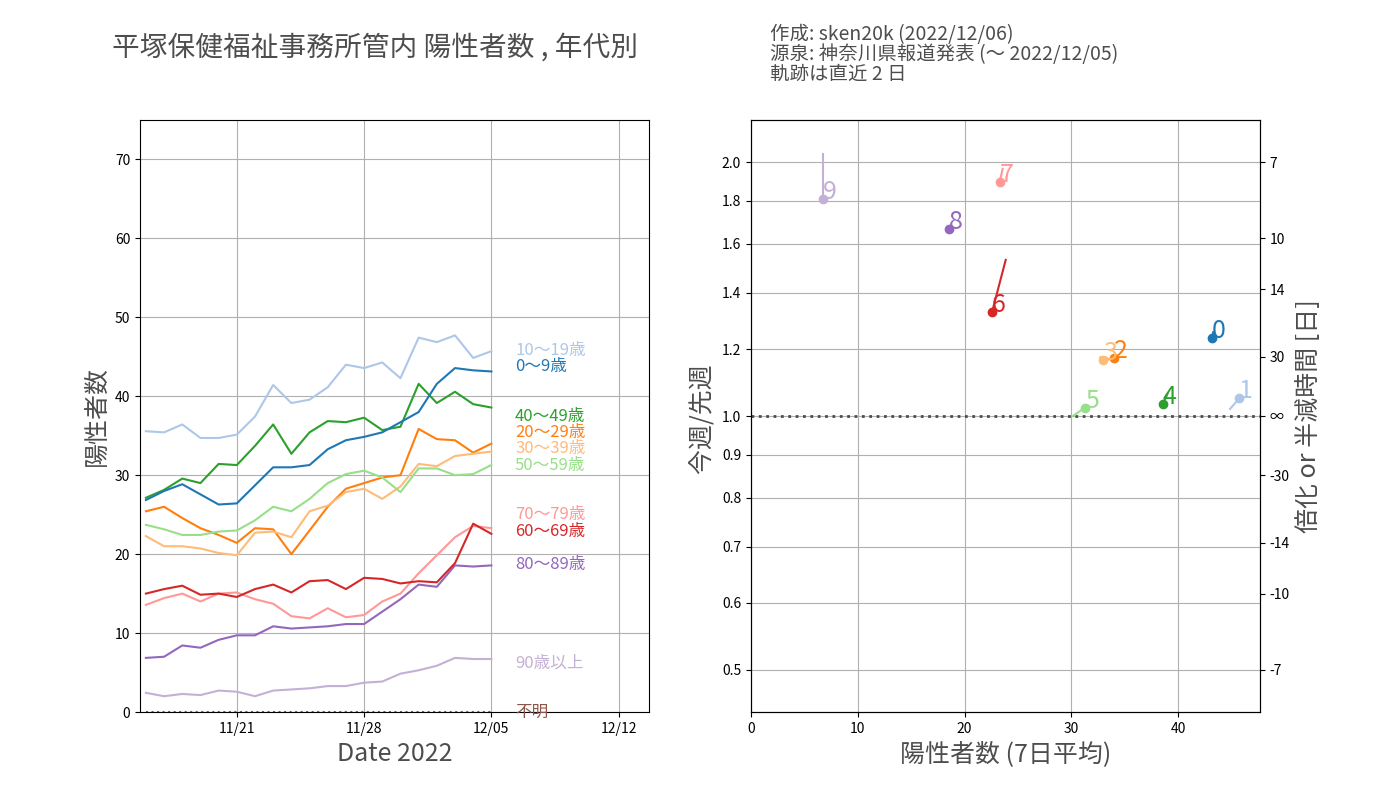 平塚保健福祉事務所管内 陽性者数 , 年代別
作成: sken20k (2022/12/06)
源泉: 神奈川県報道発表 (〜 2022/12/05)
軌跡は直近 2 日
陽性者数
70
60
50
40
30
20
10
0
10〜19歳
0〜9歳
40〜49歳
20〜29歳
30〜39歳
50〜59歳
70〜79歳
60〜69歳
80〜89歳
90歳以上
不明
11/21
11/28
12/05
12/12
Date 2022
今週/先週
2.0
1.8
1.6
1.4
1.2
1.0
0.9
0.8
0.7
0.6
0.5
9
7
8
6
0
3
2
1
4
5
7
10
14
30
∞
-30
-14
-10
-7
倍化 or 半減時間 [日]
0
10
20
30
40
陽性者数 (7日平均)